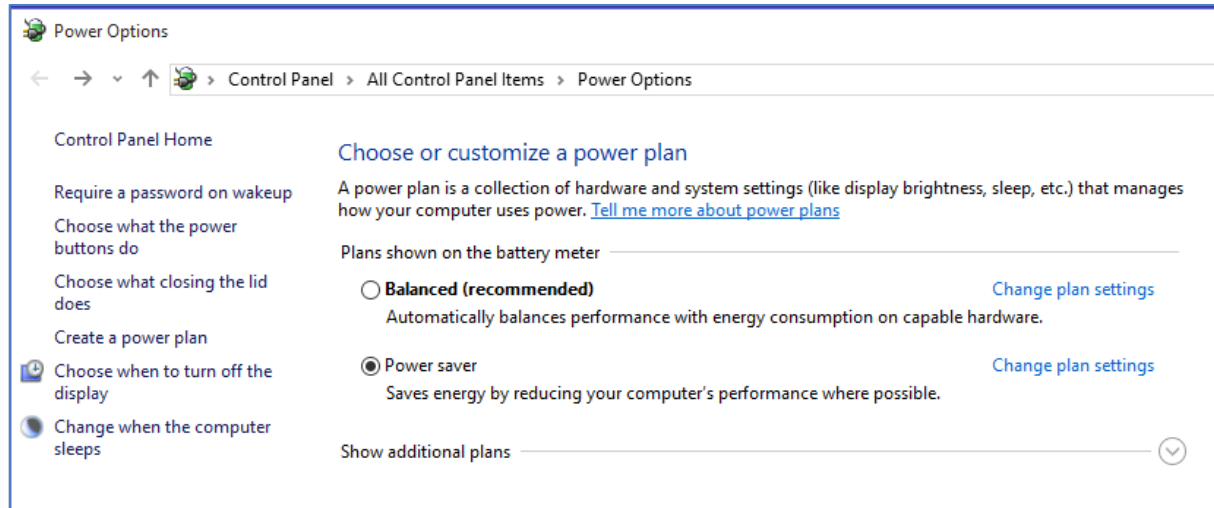 Power Options
Control Panel > All Control Panel Items > Power Options
Control Panel Home
Require a password on wakeup
Choose what the power
buttons do
Choose what closing the lid
does
Create a power plan
Choose when to turn off the
display
Change when the computer
sleeps
Choose or customize a power plan
A power plan is a collection of hardware and system settings (like display brightness, sleep, etc.) that manages
how your computer uses power. Tell me more about power plans
Plans shown on the battery meter
Balanced (recommended) Change plan settings
Automatically balances performance with energy consumption on capable hardware.
Power saver Change plan settings
Saves energy by reducing your computer's performance where possible.
Show additional plans